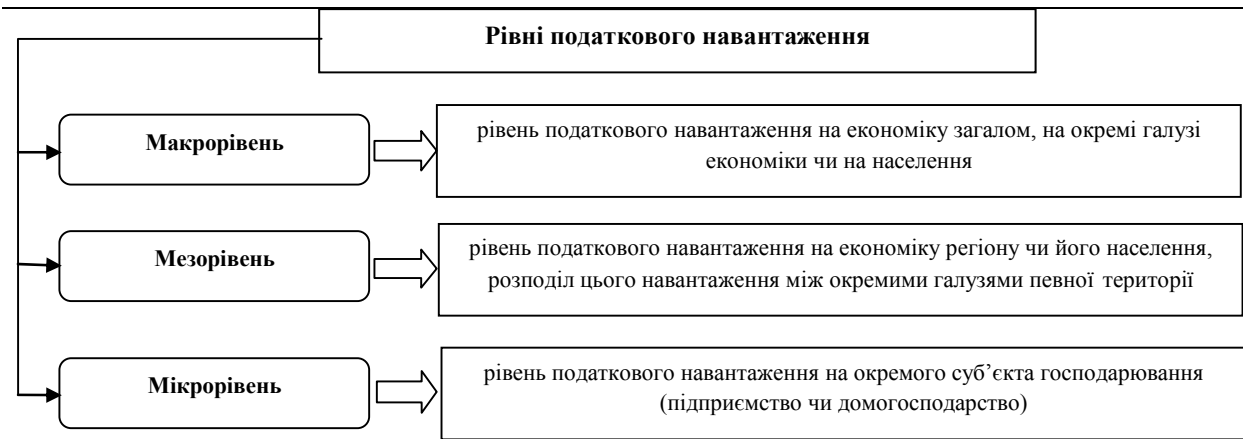 Рівні податкового навантаження
Макрорівень
рівень податкового навантаження на економіку загалом, на окремі галузі
економіки чи на населення
Мезорівень
рівень податкового навантаження на економіку регіону чи його населення,
розподіл цього навантаження між окремими галузями певної території
Мікрорівень
рівень податкового навантаження на окремого суб’єкта господарювання
(підприємство чи домогосподарство)